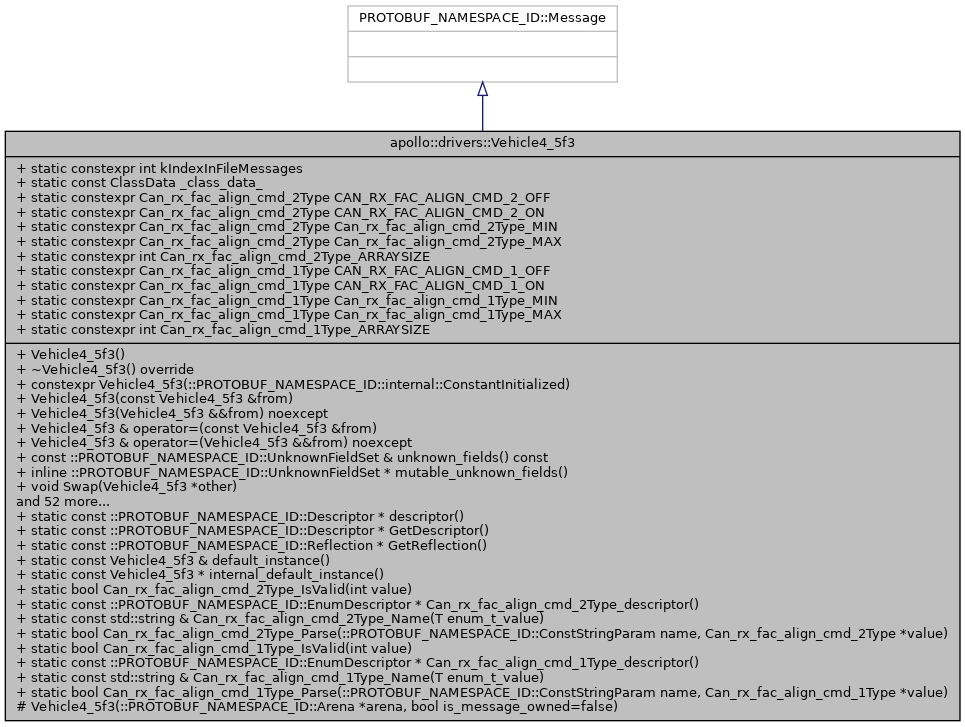 PROTOBUF_NAMESPACE_ID::Message
apollo::drivers::Vehicle4_5f3
+ static constexpr int kIndexInFileMessages
+ static const ClassData _class_data_
+ static constexpr Can_rx_fac_align_cmd_2Type CAN_RX_FAC_ALIGN_CMD_2_OFF
+ static constexpr Can_rx_fac_align_cmd_2Type CAN_RX_FAC_ALIGN_CMD_2_ON
+ static constexpr Can_rx_fac_align_cmd_2Type Can_rx_fac_align_cmd_2Type_MIN
+ static constexpr Can_rx_fac_align_cmd_2Type Can_rx_fac_align_cmd_2Type_MAX
+ static constexpr int Can_rx_fac_align_cmd_2Type_ARRAYSIZE
+ static constexpr Can_rx_fac_align_cmd_1Type CAN_RX_FAC_ALIGN_CMD_1_OFF
+ static constexpr Can_rx_fac_align_cmd_1Type CAN_RX_FAC_ALIGN_CMD_1_ON
+ static constexpr Can_rx_fac_align_cmd_1Type Can_rx_fac_align_cmd_1Type_MIN
+ static constexpr Can_rx_fac_align_cmd_1Type Can_rx_fac_align_cmd_1Type_MAX
+ static constexpr int Can_rx_fac_align_cmd_1Type_ARRAYSIZE
+ Vehicle4_5f3()
+ ~Vehicle4_5f3() override
+ constexpr Vehicle4_5f3(::PROTOBUF_NAMESPACE_ID::internal::ConstantInitialized)
+ Vehicle4_5f3(const Vehicle4_5f3 &from)
+ Vehicle4_5f3(Vehicle4_5f3 &&from) noexcept
+ Vehicle4_5f3 & operator=(const Vehicle4_5f3 &from)
+ Vehicle4_5f3 & operator=(Vehicle4_5f3 &&from) noexcept
+ const ::PROTOBUF_NAMESPACE_ID::UnknownFieldSet & unknown_fields() const
+ inline ::PROTOBUF_NAMESPACE_ID::UnknownFieldSet * mutable_unknown_fields()
+ void Swap(Vehicle4_5f3 *other)
and 52 more...
+ static const ::PROTOBUF_NAMESPACE_ID::Descriptor * descriptor()
+ static const ::PROTOBUF_NAMESPACE_ID::Descriptor * GetDescriptor()
+ static const ::PROTOBUF_NAMESPACE_ID::Reflection * GetReflection()
+ static const Vehicle4_5f3 & default_instance()
+ static const Vehicle4_5f3 * internal_default_instance()
+ static bool Can_rx_fac_align_cmd_2Type_IsValid(int value)
+ static const ::PROTOBUF_NAMESPACE_ID::EnumDescriptor * Can_rx_fac_align_cmd_2Type_descriptor()
+ static const std::string & Can_rx_fac_align_cmd_2Type_Name(T enum_t_value)
+ static bool Can_rx_fac_align_cmd_2Type_Parse(::PROTOBUF_NAMESPACE_ID::ConstStringParam name, Can_rx_fac_align_cmd_2Type *value)
+ static bool Can_rx_fac_align_cmd_1Type_IsValid(int value)
+ static const ::PROTOBUF_NAMESPACE_ID::EnumDescriptor * Can_rx_fac_align_cmd_1Type_descriptor()
+ static const std::string & Can_rx_fac_align_cmd_1Type_Name(T enum_t_value)
+ static bool Can_rx_fac_align_cmd_1Type_Parse(::PROTOBUF_NAMESPACE_ID::ConstStringParam name, Can_rx_fac_align_cmd_1Type *value)
# Vehicle4_5f3(::PROTOBUF_NAMESPACE_ID::Arena *arena, bool is_message_owned=false)